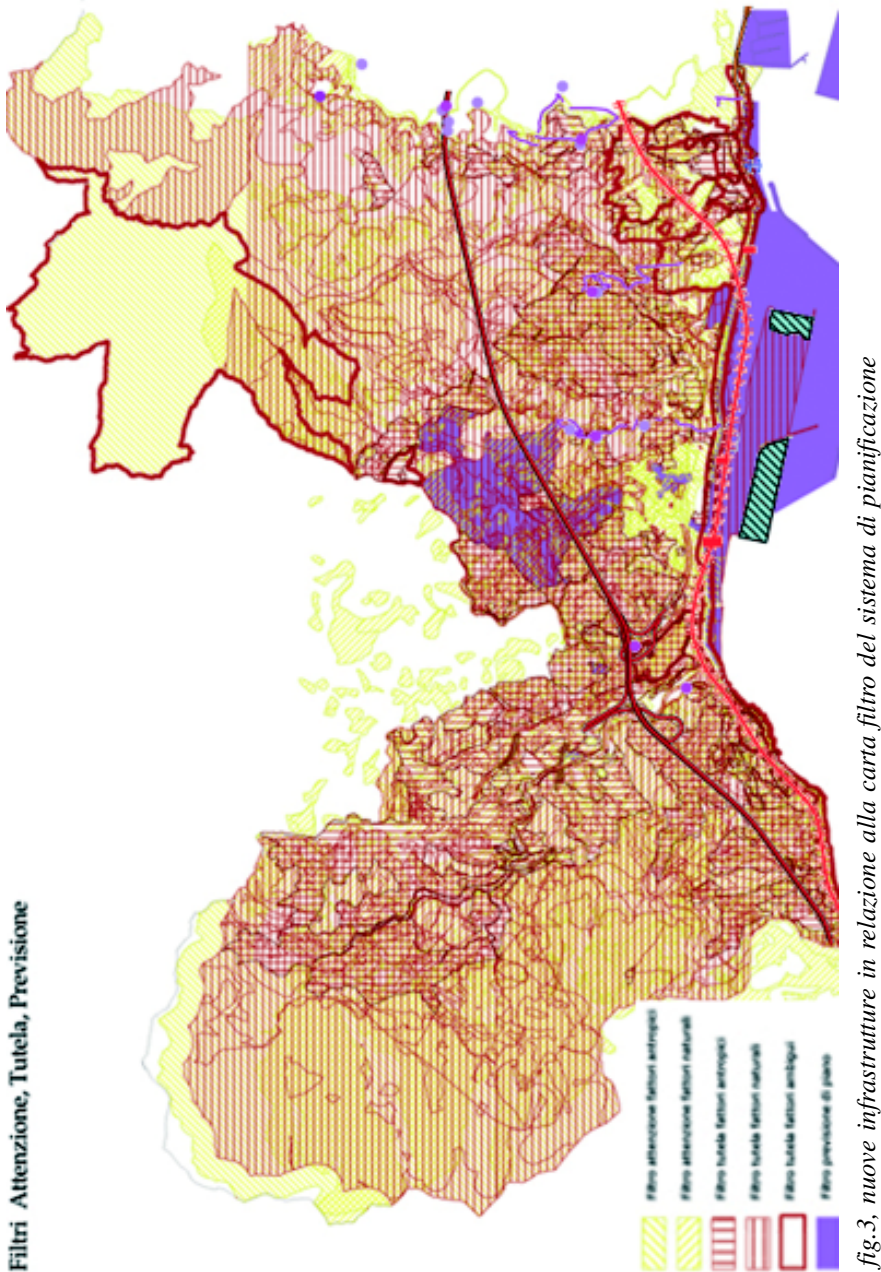 Filtri Attenzione, Tutela, Previsione
Filtro attenzione fattori antropici
Filtro attenzione fattori naturali
Filtro tutela fattori antropici
Filtro tutela fattori naturali
Filtro tutela fattori ambigui
Filtro previsione di piano
fig.3, nuove infrastrutture in relazione alla carta filtro del sistema di pianificazione